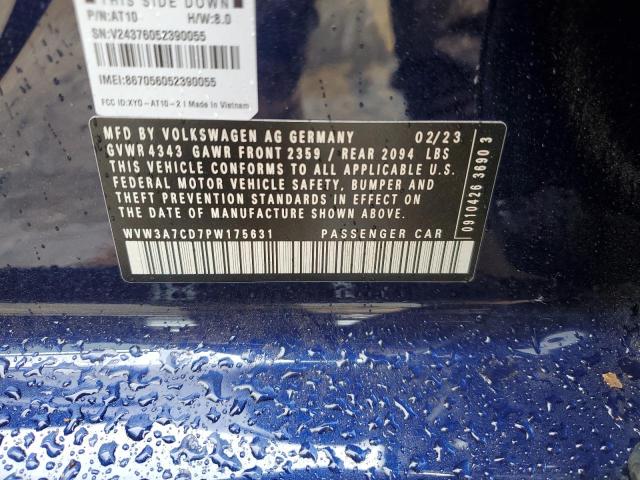 THIS SIDE DOWN
P/N:AT10 H/W:8.0
SN:V24376052390055
IMEI:867056052390055
FCC ID:XYO-AT10-2 | Made in Vietnam
MFD BY VOLKSWAGEN AG GERMANY 02/23
GVWR 4343 GAWR FRONT 2359 / REAR 2094 LBS
THIS VEHICLE CONFORMS TO ALL APPLICABLE U.S.
FEDERAL MOTOR VEHICLE SAFETY, BUMPER AND
THEFT PREVENTION STANDARDS IN EFFECT ON
THE DATE OF MANUFACTURE SHOWN ABOVE.
WVW3A7CD7PW175631 PASSENGER CAR
0910426 3690 3